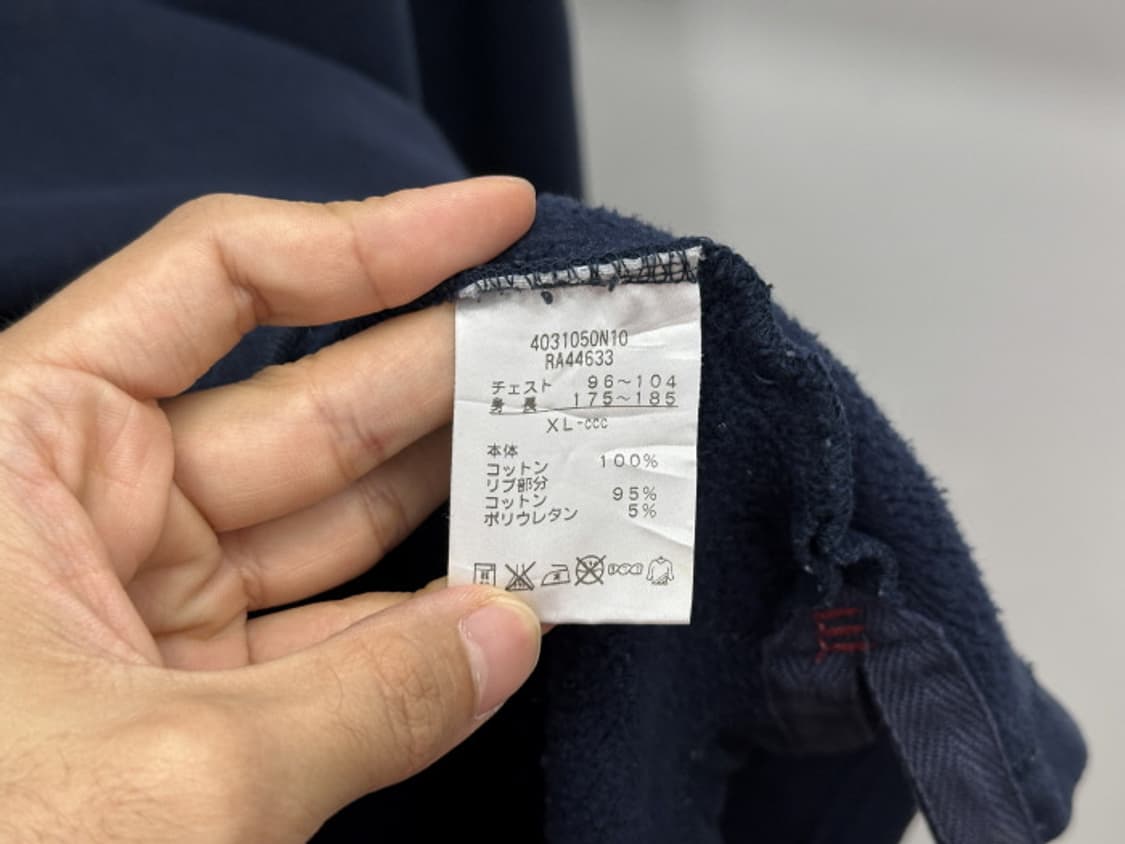 4031050N10
RA44633
チェスト 96~104
身長 175~185
XL-ccc
本体
コットン 100%
リブ部分
コットン 95%
ポリウレタン 5%